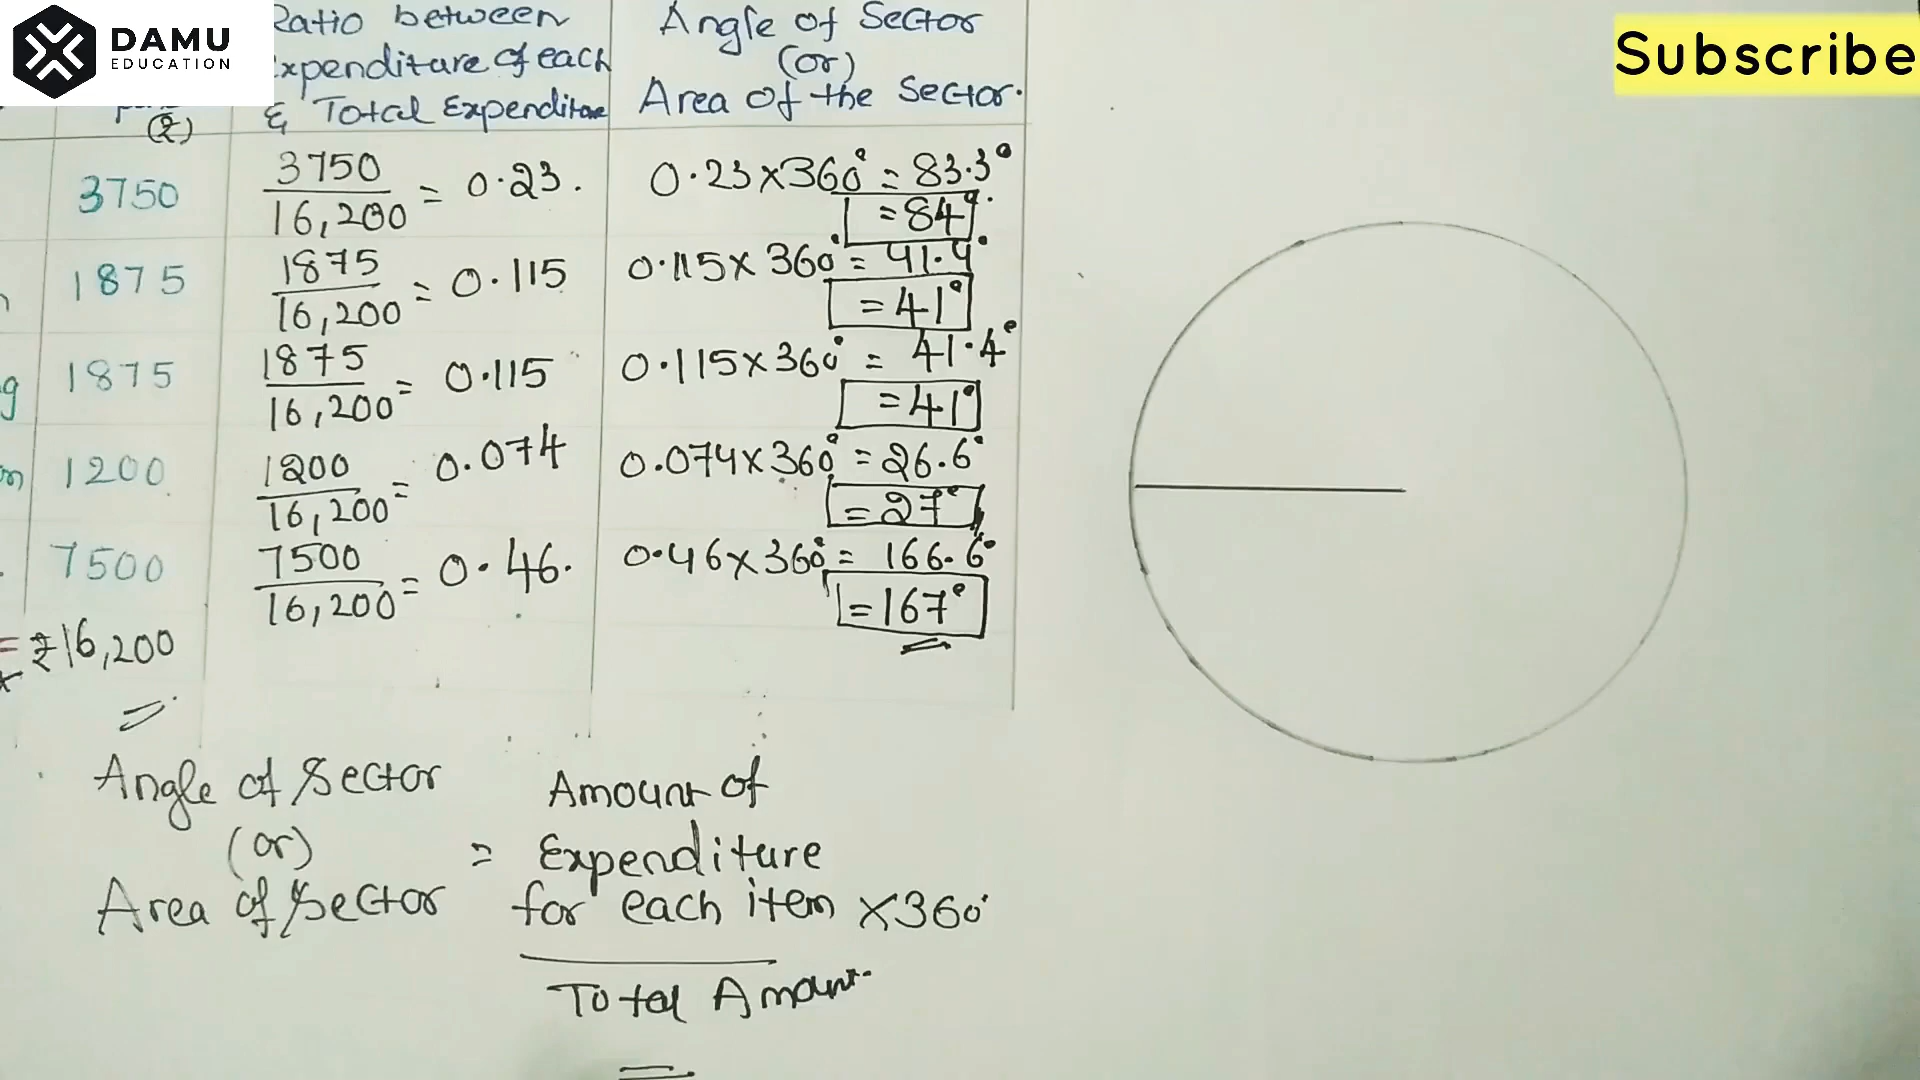 DAMU
EDUCATION
Subscribe
Ratio between
Expenditure of each
& Total Expenditure
Angle of Sector
(or)
Area of the Sector.
(₹)
3750
3750
16,200
= 0.23.
0.23×360° = 83.3°
= 84°.
1875
1875
16,200
= 0.115
0.115×360° = 41.4°
= 41°
g
1875
1875
16,200
= 0.115
0.115×360° = 41.4°
= 41°
1200
1200
16,200
= 0.074
0.074×360° = 26.6°
= 27°
7500
7500
16,200
= 0.46.
0.46×360° = 166.6°
= 167°
= ₹16,200
Angle of Sector
(or)
Area of Sector
=
Amount of
Expenditure
for each item ×360°
Total Amount